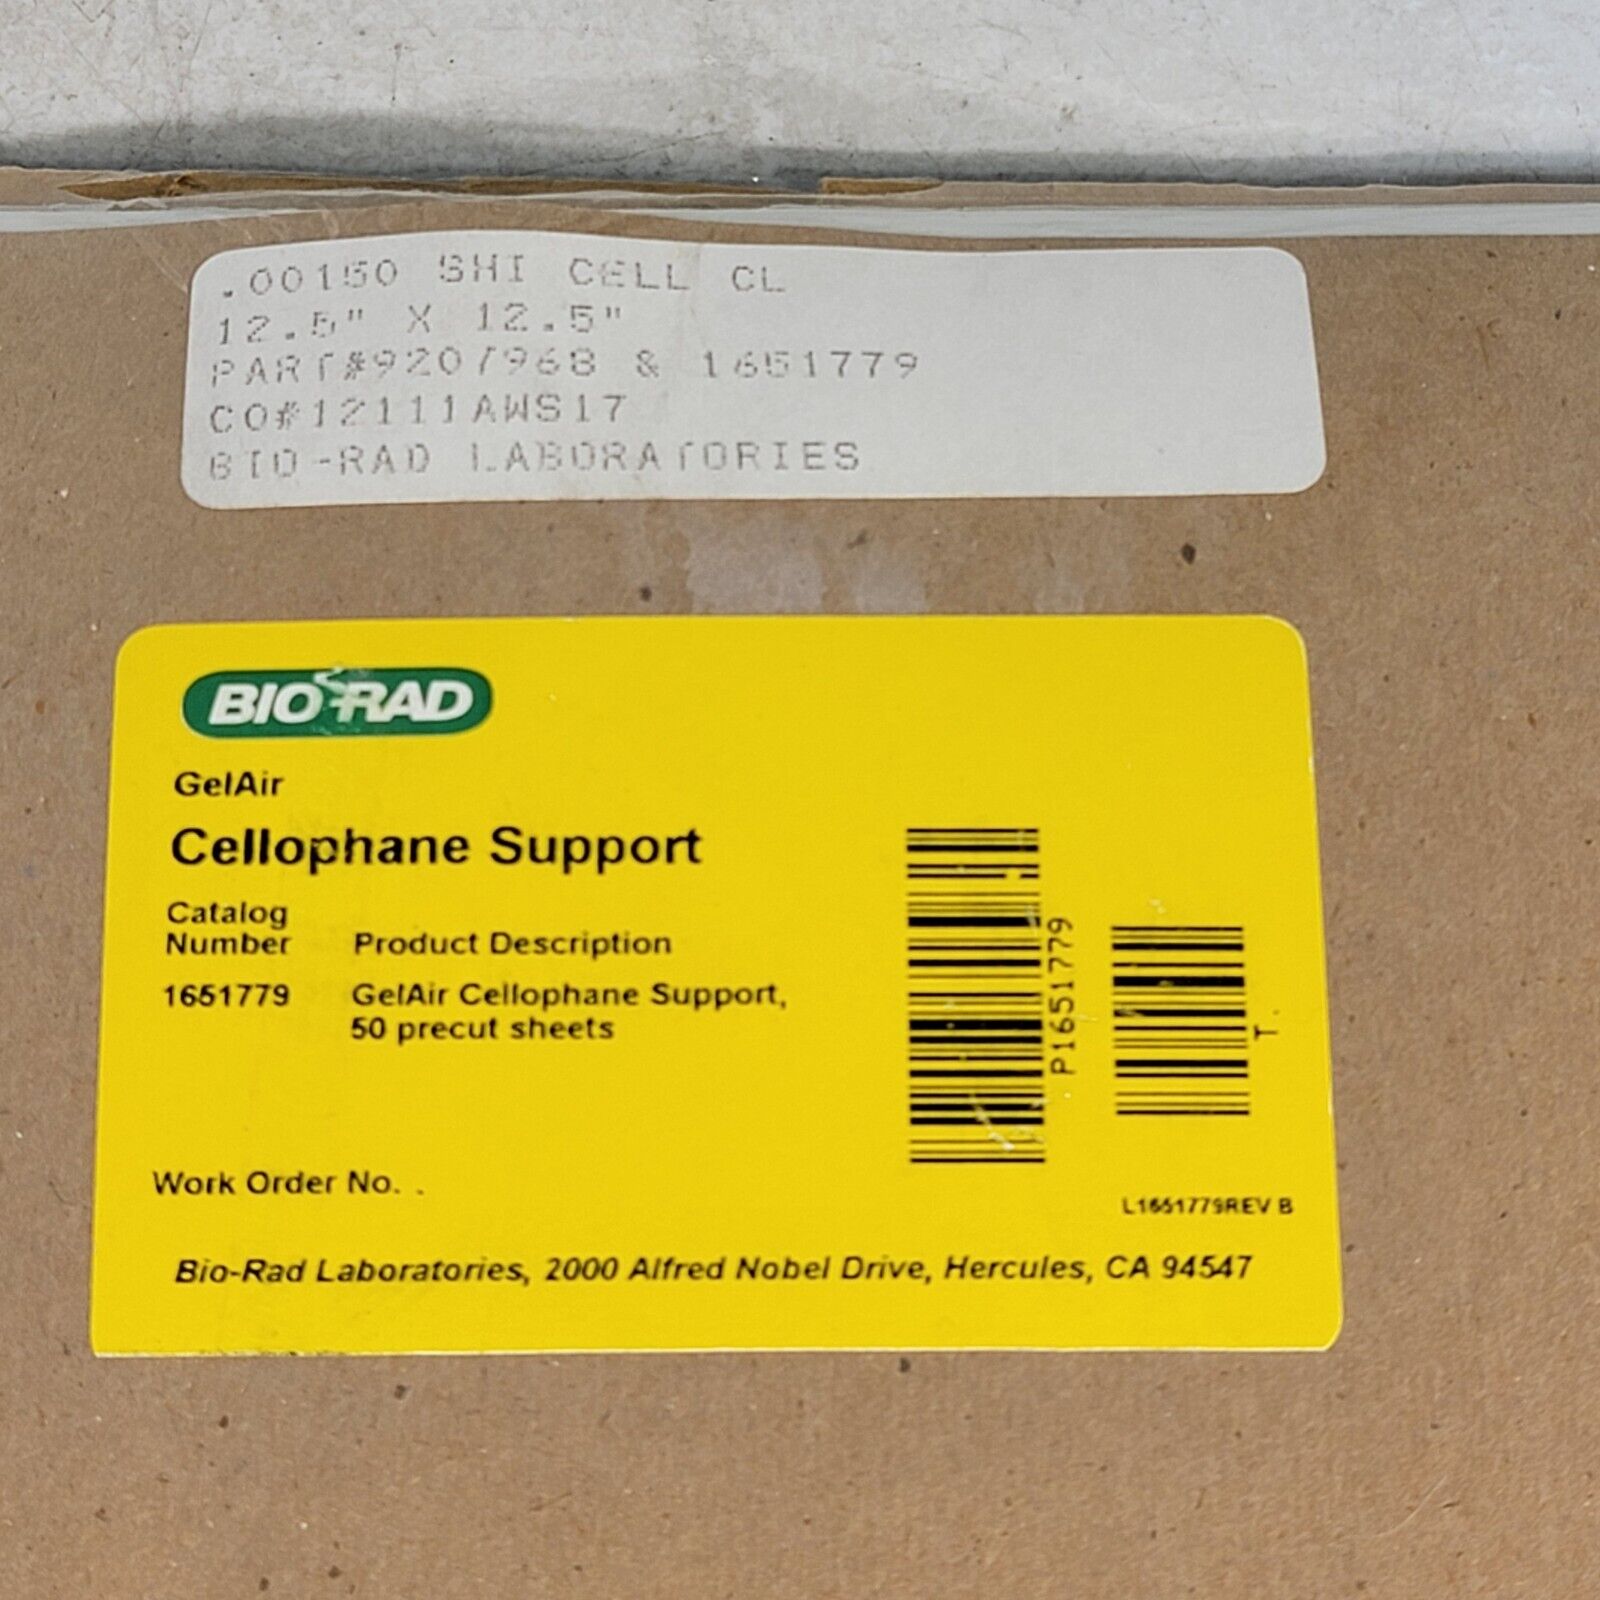 .00150 SHI CELL CL
12.5" X 12.5"
PART#9207968 & 1651779
CO#12111AWS17
BIO-RAD LABORATORIES
BIO-RAD
GelAir
Cellophane Support
Catalog
Number Product Description
1651779 GelAir Cellophane Support,
50 precut sheets
P1651779
T
Work Order No. .
L1651779REV B
Bio-Rad Laboratories, 2000 Alfred Nobel Drive, Hercules, CA 94547